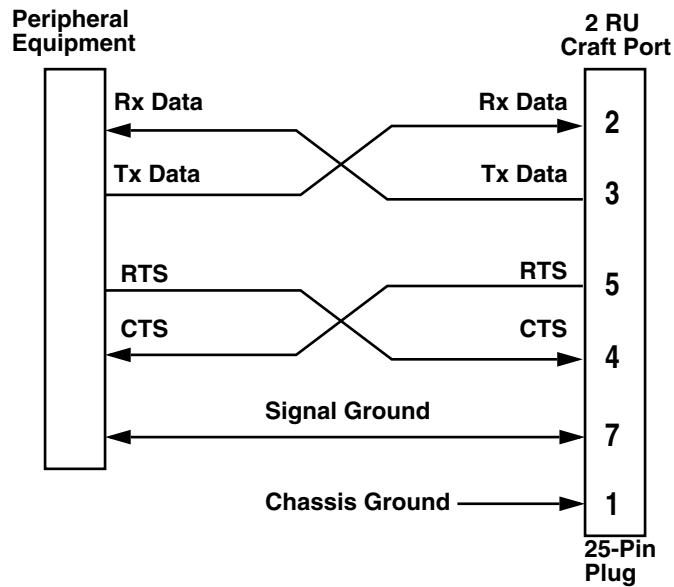 Peripheral
Equipment
2 RU
Craft Port
Rx Data
Rx Data
2
Tx Data
Tx Data
3
RTS
RTS
5
CTS
CTS
4
Signal Ground
7
Chassis Ground
1
25-Pin
Plug